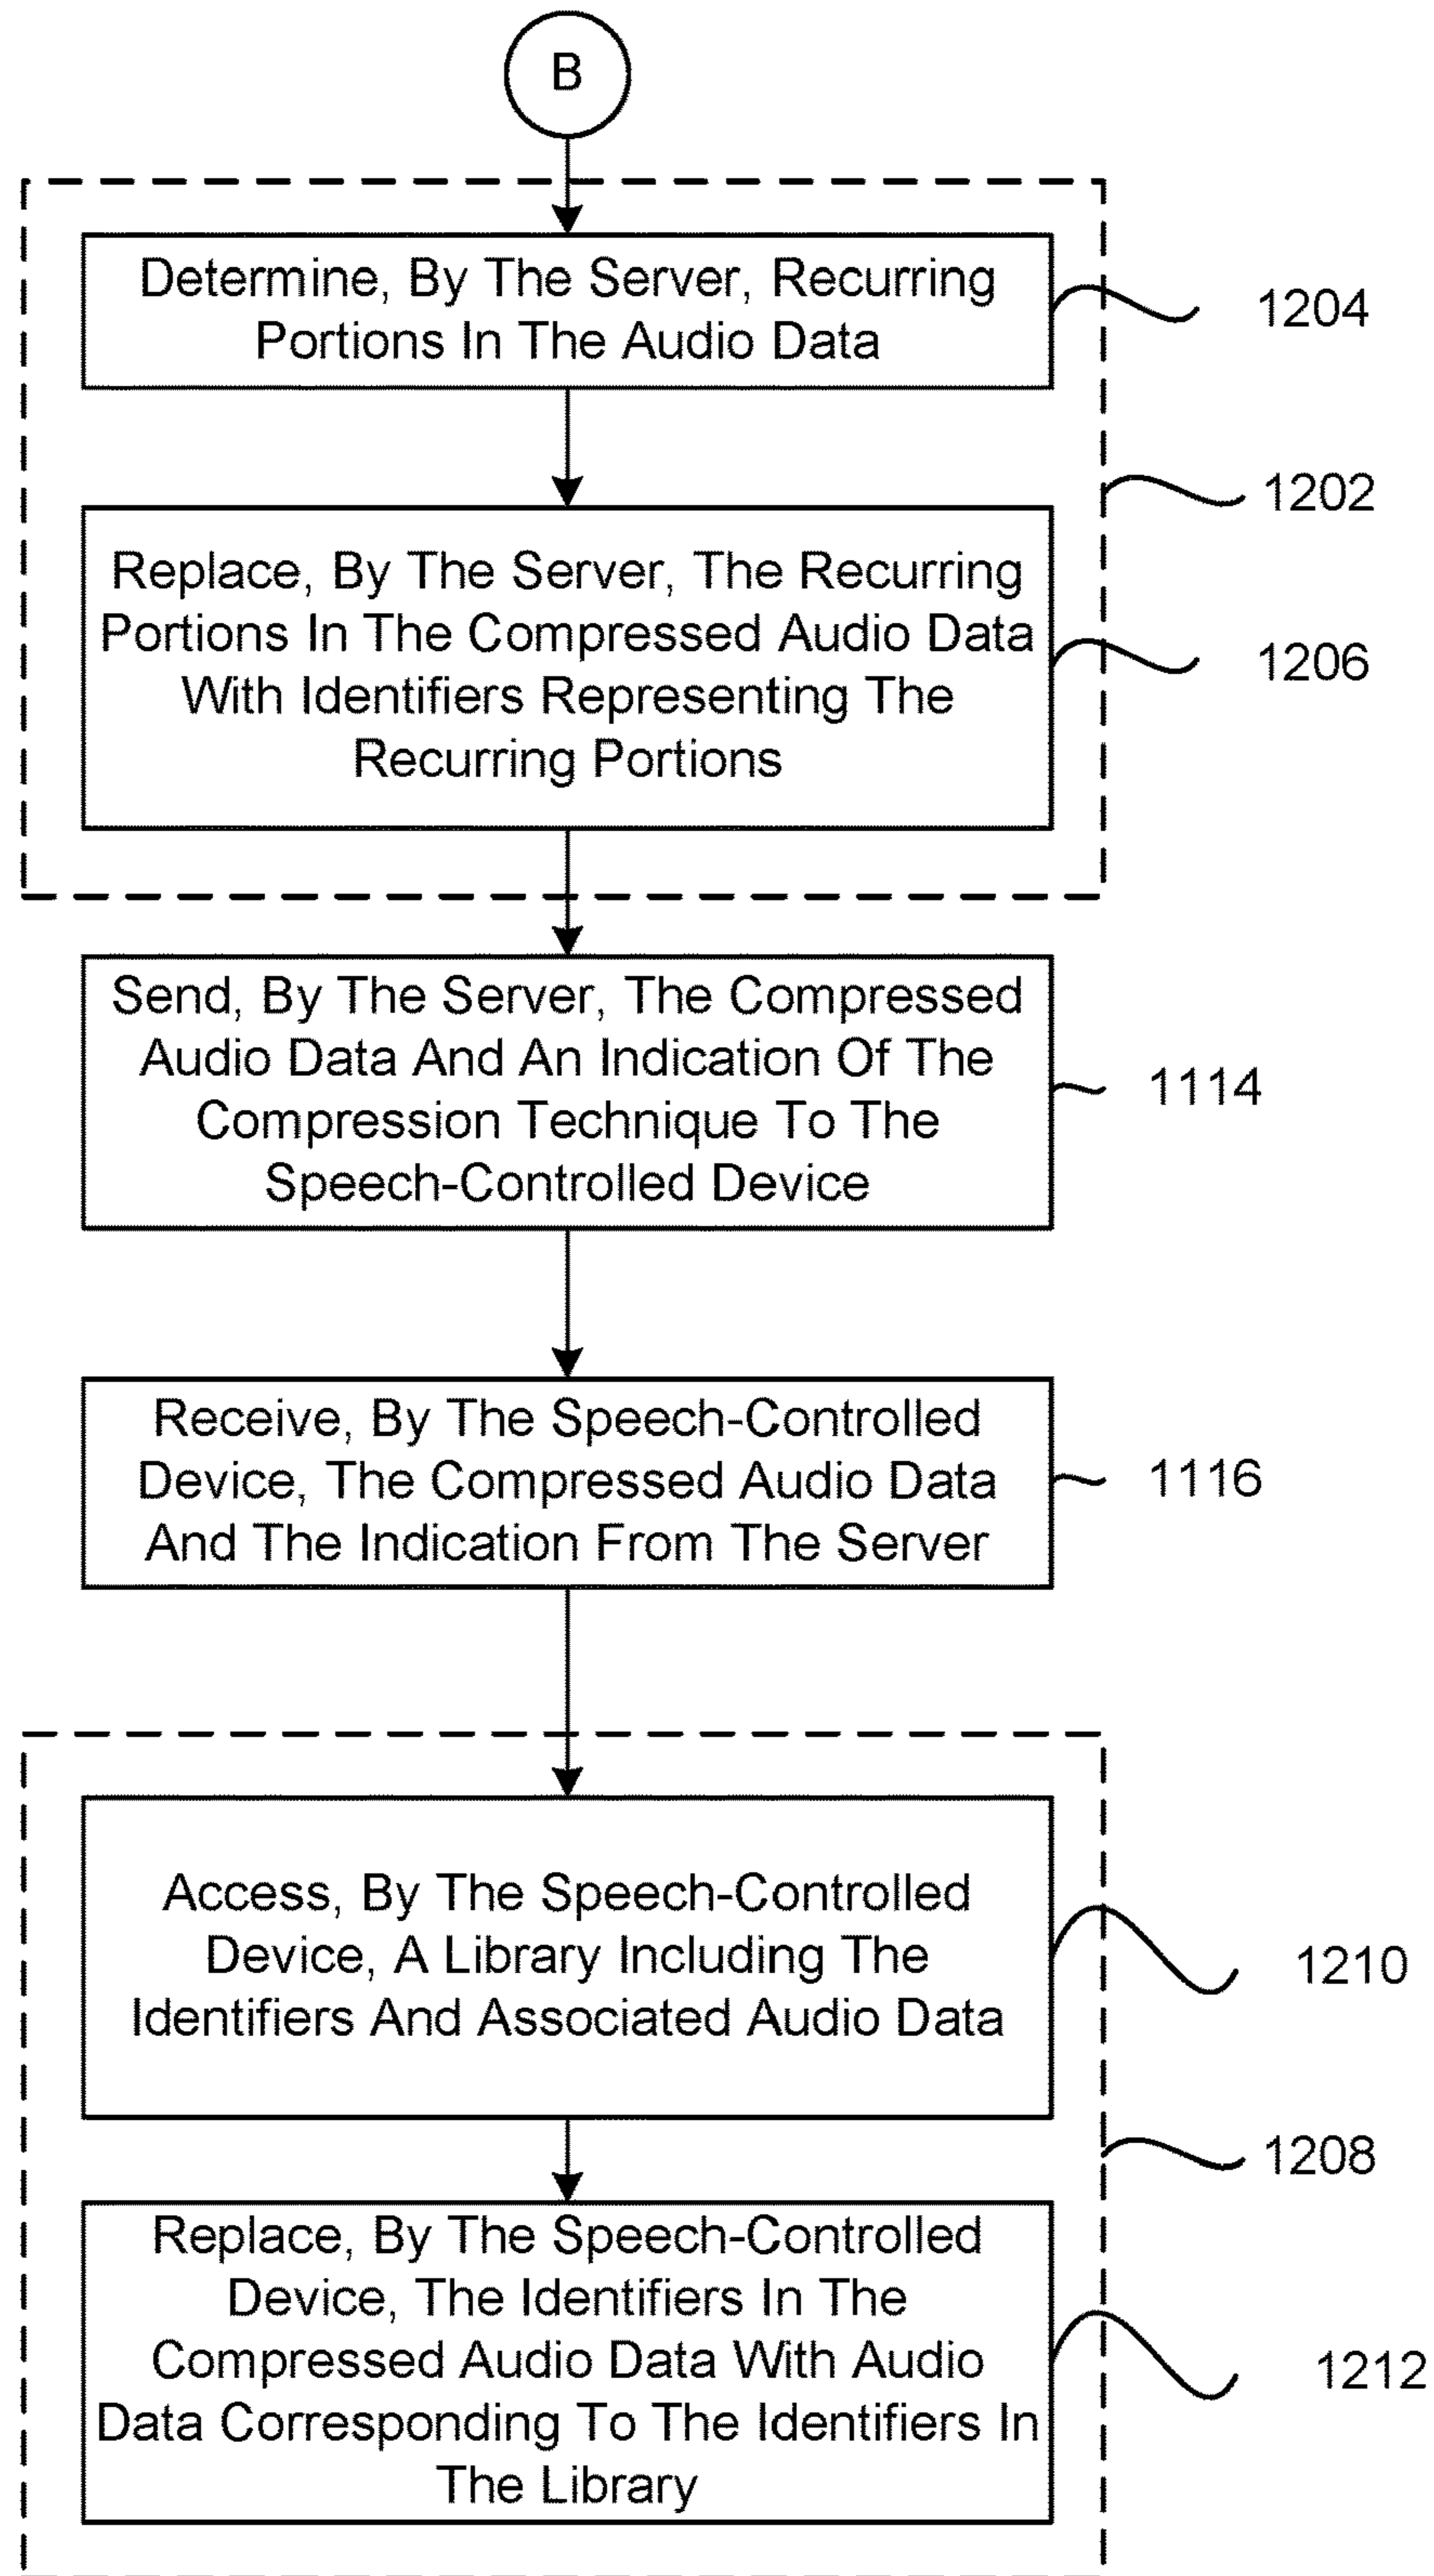 B
Determine, By The Server, Recurring
Portions In The Audio Data
1204
1202
Replace, By The Server, The Recurring
Portions In The Compressed Audio Data
With Identifiers Representing The
Recurring Portions
1206
Send, By The Server, The Compressed
Audio Data And An Indication Of The
Compression Technique To The
Speech-Controlled Device
1114
Receive, By The Speech-Controlled
Device, The Compressed Audio Data
And The Indication From The Server
1116
Access, By The Speech-Controlled
Device, A Library Including The
Identifiers And Associated Audio Data
1210
1208
Replace, By The Speech-Controlled
Device, The Identifiers In The
Compressed Audio Data With Audio
Data Corresponding To The Identifiers In
The Library
1212